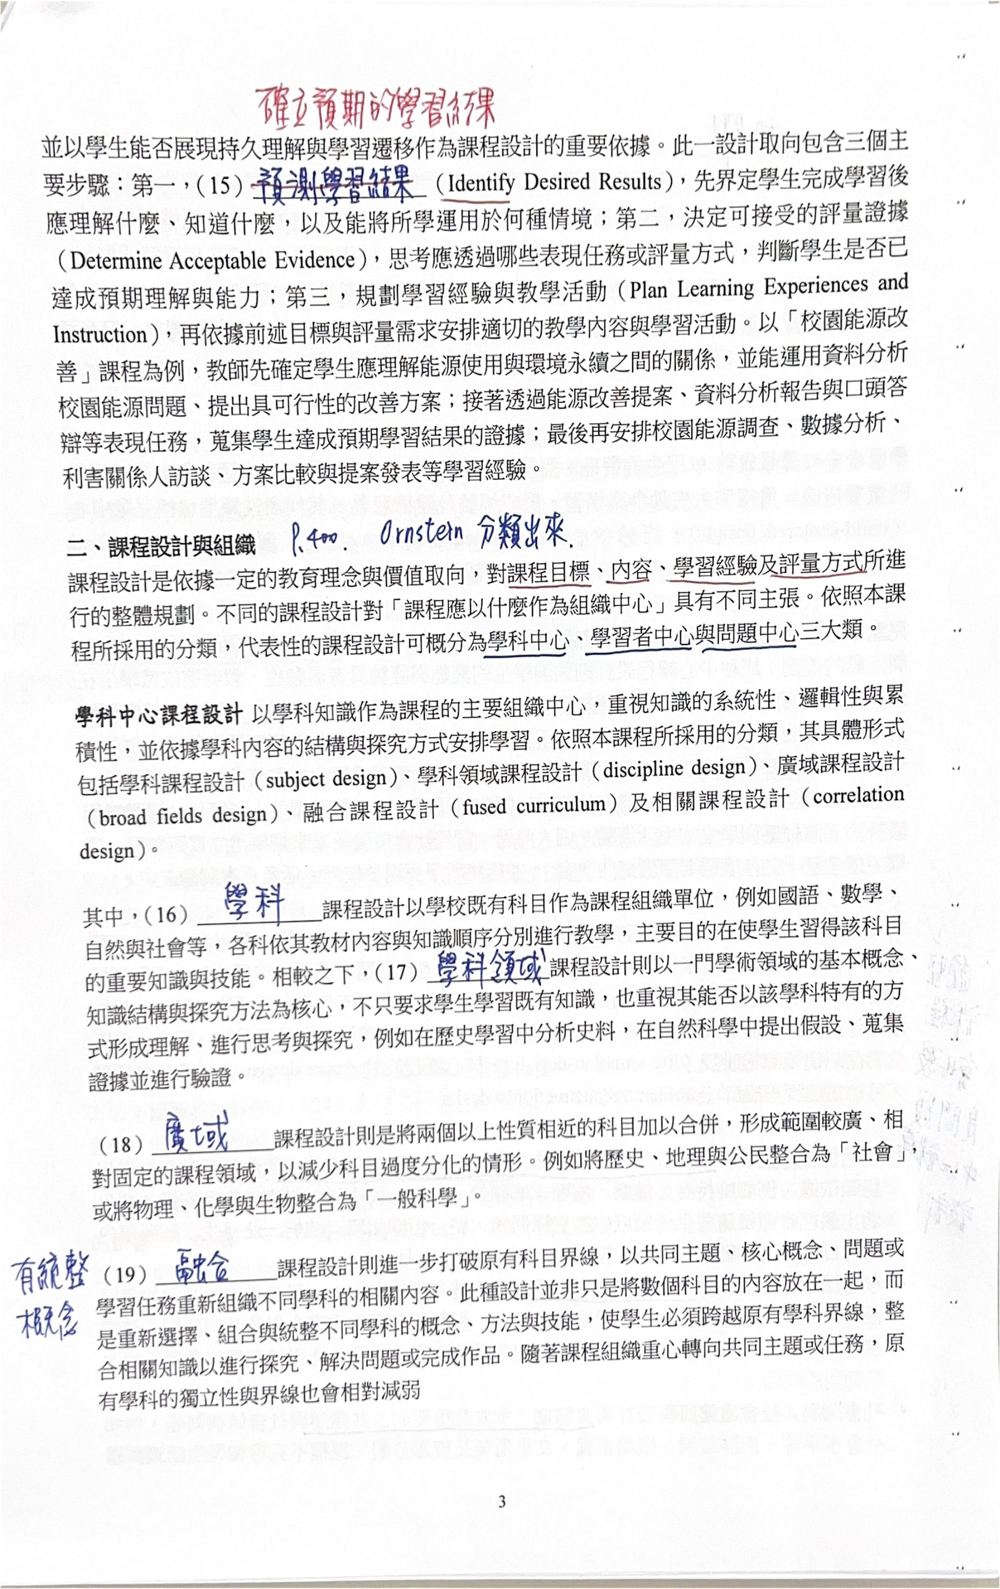 確立預期的學習結果
並以學生能否展現持久理解與學習遷移作為課程設計的重要依據。此一設計取向包含三個主
要步驟：第一，（15）預測學習結果（Identify Desired Results），先界定學生完成學習後
應理解什麼、知道什麼，以及能將所學運用於何種情境；第二，決定可接受的評量證據
（Determine Acceptable Evidence），思考應透過哪些表現任務或評量方式，判斷學生是否已
達成預期理解與能力；第三，規劃學習經驗與教學活動（Plan Learning Experiences and
Instruction），再依據前述目標與評量需求安排適切的教學內容與學習活動。以「校園能源改
善」課程為例，教師先確定學生應理解能源使用與環境永續之間的關係，並能運用資料分析
校園能源問題、提出具可行性的改善方案；接著透過能源改善提案、資料分析報告與口頭答
辯等表現任務，蒐集學生達成預期學習結果的證據；最後再安排校園能源調查、數據分析、
利害關係人訪談、方案比較與提案發表等學習經驗。
二、課程設計與組織 P.400. Ornstein 分類出來.
課程設計是依據一定的教育理念與價值取向，對課程目標、內容、學習經驗及評量方式所進
行的整體規劃。不同的課程設計對「課程應以什麼作為組織中心」具有不同主張。依照本課
程所採用的分類，代表性的課程設計可概分為學科中心、學習者中心與問題中心三大類。
學科中心課程設計 以學科知識作為課程的主要組織中心，重視知識的系統性、邏輯性與累
積性，並依據學科內容的結構與探究方式安排學習。依照本課程所採用的分類，其具體形式
包括學科課程設計（subject design）、學科領域課程設計（discipline design）、廣域課程設計
（broad fields design）、融合課程設計（fused curriculum）及相關課程設計（correlation
design）。
其中，（16）學科課程設計以學校既有科目作為課程組織單位，例如國語、數學、
自然與社會等，各科依其教材內容與知識順序分別進行教學，主要目的在使學生習得該科目
的重要知識與技能。相較之下，（17）學科領域課程設計則以一門學術領域的基本概念、
知識結構與探究方法為核心，不只要求學生學習既有知識，也重視其能否以該學科特有的方
式形成理解、進行思考與探究，例如在歷史學習中分析史料，在自然科學中提出假設、蒐集
證據並進行驗證。
（18）廣域課程設計則是將兩個以上性質相近的科目加以合併，形成範圍較廣、相
對固定的課程領域，以減少科目過度分化的情形。例如將歷史、地理與公民整合為「社會」，
或將物理、化學與生物整合為「一般科學」。
有統整
概念
（19）融合課程設計則進一步打破原有科目界線，以共同主題、核心概念、問題或
學習任務重新組織不同學科的相關內容。此種設計並非只是將數個科目的內容放在一起，而
是重新選擇、組合與統整不同學科的概念、方法與技能，使學生必須跨越原有學科界線，整
合相關知識以進行探究、解決問題或完成作品。隨著課程組織重心轉向共同主題或任務，原
有學科的獨立性與界線也會相對減弱
3